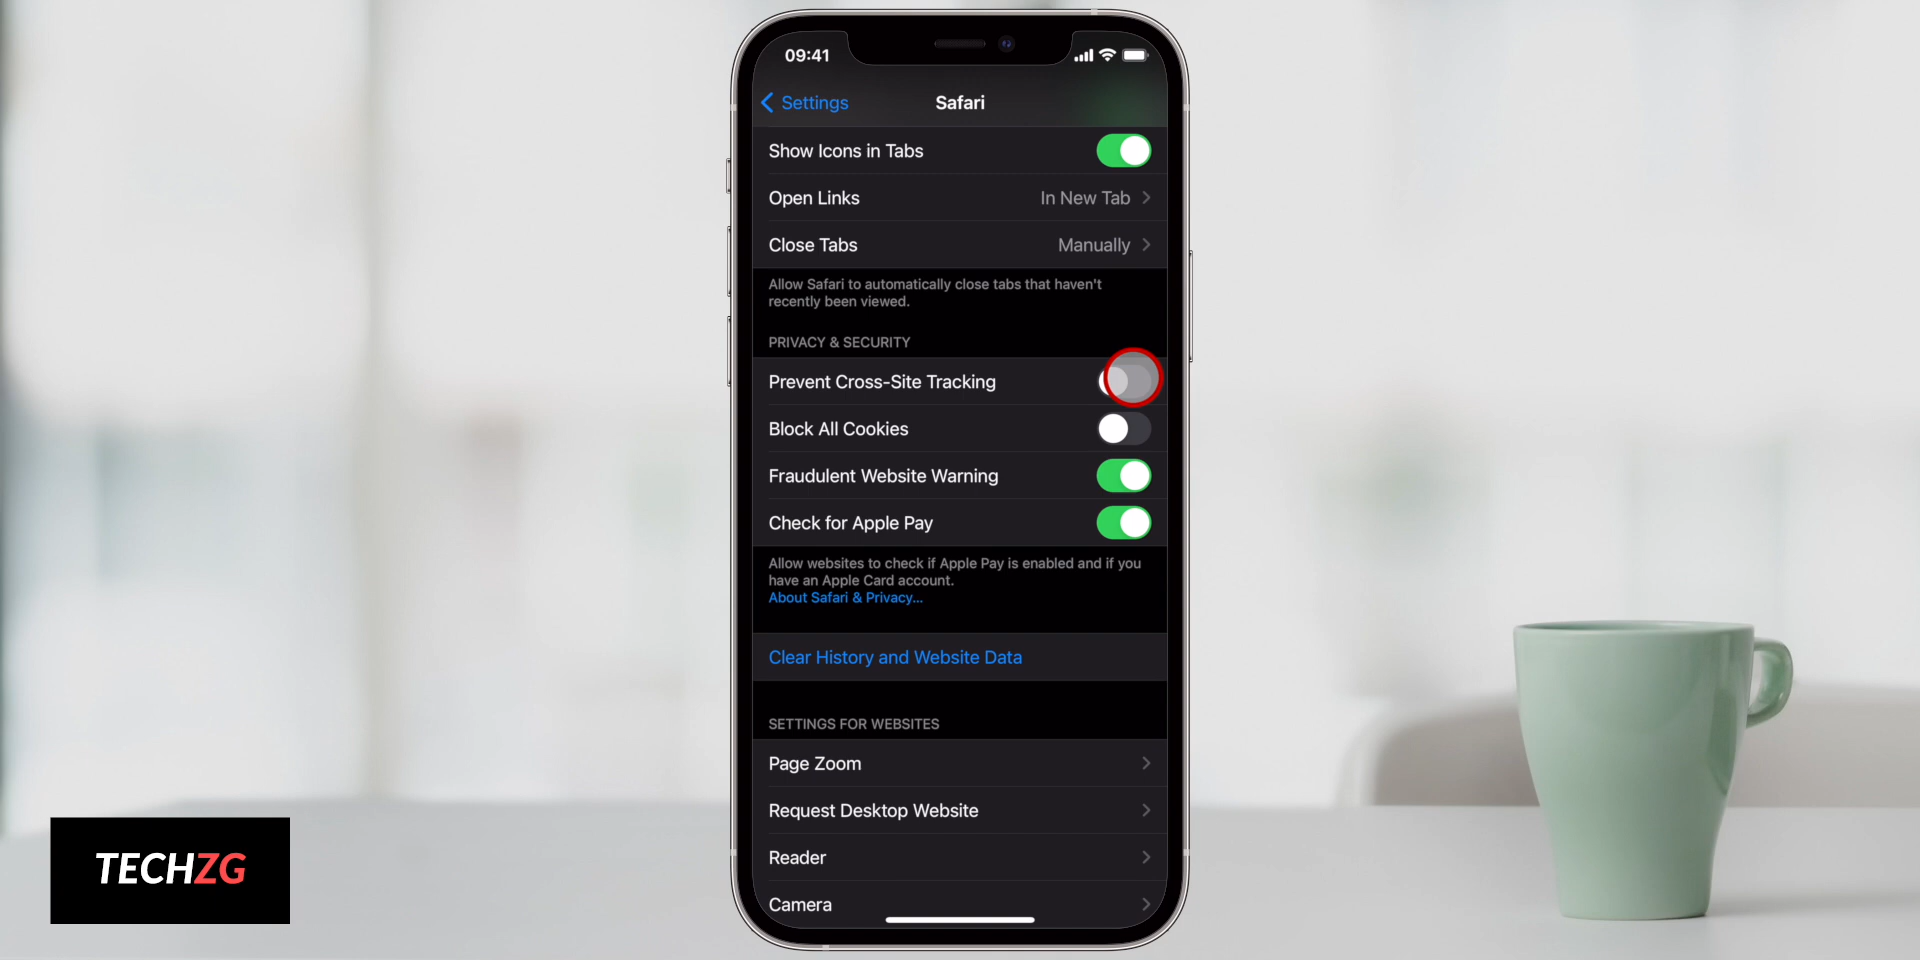 09:41
Settings
Safari
Show Icons in Tabs
Open Links In New Tab
Close Tabs Manually
Allow Safari to automatically close tabs that haven't
recently been viewed.
PRIVACY & SECURITY
Prevent Cross-Site Tracking
Block All Cookies
Fraudulent Website Warning
Check for Apple Pay
Allow websites to check if Apple Pay is enabled and if you
have an Apple Card account.
About Safari & Privacy...
Clear History and Website Data
SETTINGS FOR WEBSITES
Page Zoom
Request Desktop Website
Reader
Camera
TECHZG